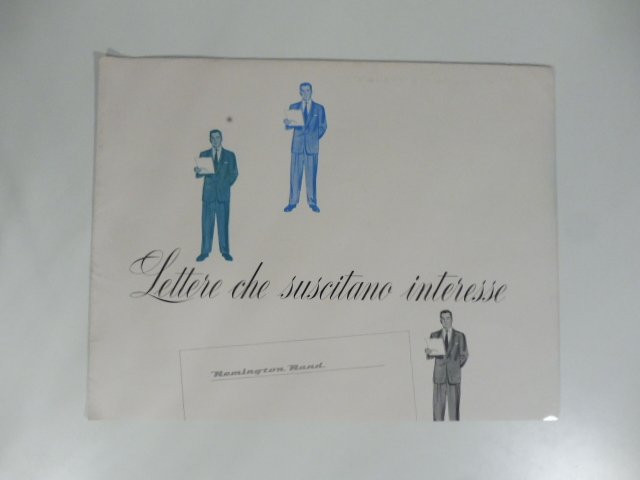 Lettere che suscitano interesse
Remington Rand